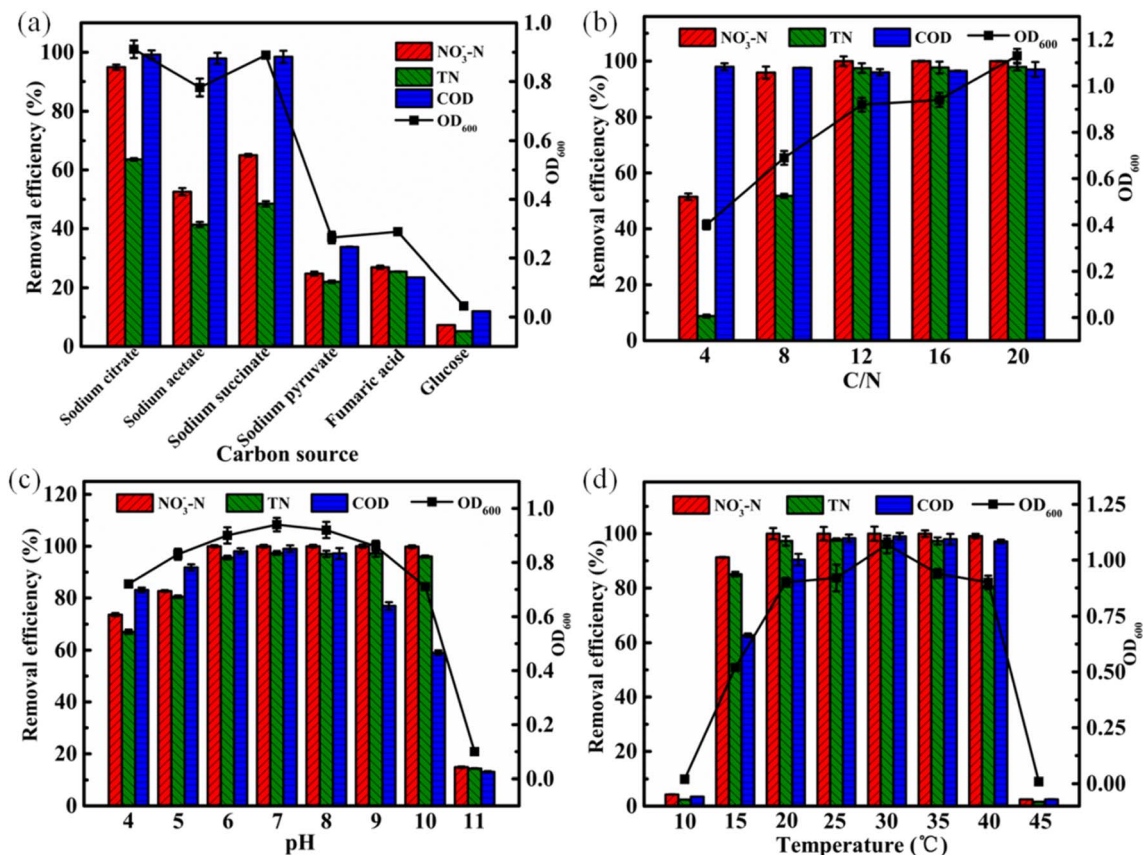 (a)
NO₃⁻-N
TN
COD
OD₆₀₀
Removal efficiency (%)
0
20
40
60
80
100
OD₆₀₀
0.0
0.2
0.4
0.6
0.8
1.0
Sodium citrate
Sodium acetate
Sodium succinate
Sodium pyruvate
Fumaric acid
Glucose
Carbon source
(b)
NO₃⁻-N TN COD OD₆₀₀
Removal efficiency (%)
0
20
40
60
80
100
OD₆₀₀
0.0
0.2
0.4
0.6
0.8
1.0
1.2
4 8 12 16 20
C/N
(c)
NO₃⁻-N TN COD OD₆₀₀
Removal efficiency (%)
0
20
40
60
80
100
120
OD₆₀₀
0.0
0.2
0.4
0.6
0.8
1.0
4 5 6 7 8 9 10 11
pH
(d)
NO₃⁻-N TN COD OD₆₀₀
Removal efficiency (%)
0
20
40
60
80
100
OD₆₀₀
0.00
0.25
0.50
0.75
1.00
1.25
10 15 20 25 30 35 40 45
Temperature (℃)